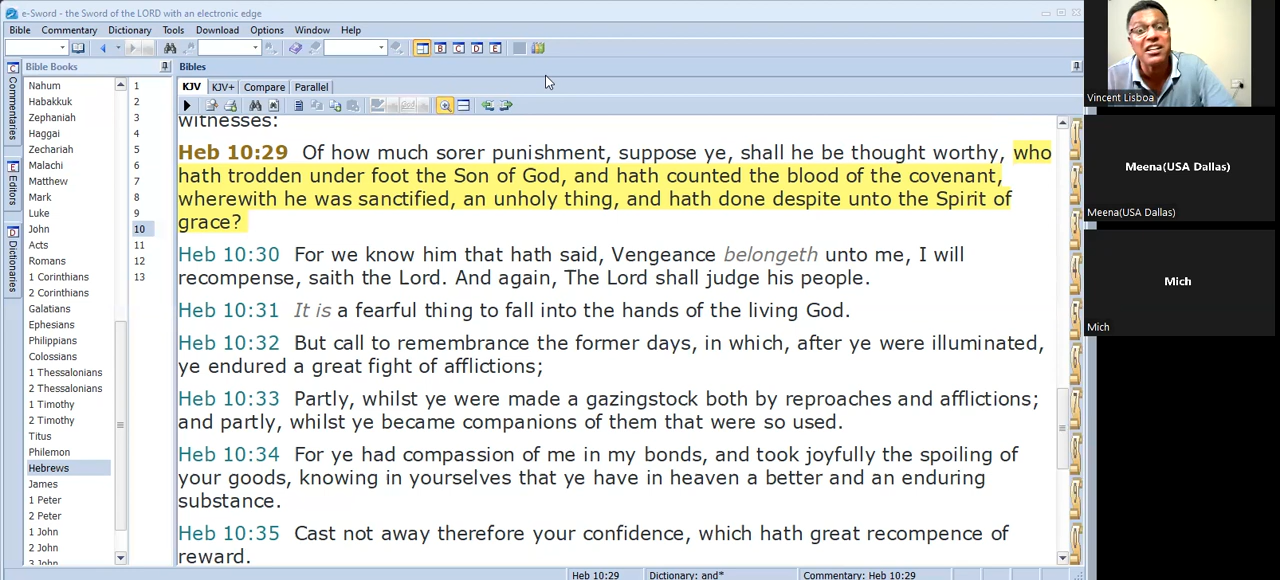 e-Sword - the Sword of the LORD with an electronic edge
Bible Commentary Dictionary Tools Download Options Window Help
B C D E
Bible Books
Bibles
KJV KJV+ Compare Parallel
Commentaries
Editors
Dictionaries
Nahum
Habakkuk
Zephaniah
Haggai
Zechariah
Malachi
Matthew
Mark
Luke
John
Acts
Romans
1 Corinthians
2 Corinthians
Galatians
Ephesians
Philippians
Colossians
1 Thessalonians
2 Thessalonians
1 Timothy
2 Timothy
Titus
Philemon
Hebrews
James
1 Peter
2 Peter
1 John
2 John
3 John
1
2
3
4
5
6
7
8
9
10
11
12
13
witnesses:
Heb 10:29 Of how much sorer punishment, suppose ye, shall he be thought worthy, who
hath trodden under foot the Son of God, and hath counted the blood of the covenant,
wherewith he was sanctified, an unholy thing, and hath done despite unto the Spirit of
grace?
Heb 10:30 For we know him that hath said, Vengeance belongeth unto me, I will
recompense, saith the Lord. And again, The Lord shall judge his people.
Heb 10:31 It is a fearful thing to fall into the hands of the living God.
Heb 10:32 But call to remembrance the former days, in which, after ye were illuminated,
ye endured a great fight of afflictions;
Heb 10:33 Partly, whilst ye were made a gazingstock both by reproaches and afflictions;
and partly, whilst ye became companions of them that were so used.
Heb 10:34 For ye had compassion of me in my bonds, and took joyfully the spoiling of
your goods, knowing in yourselves that ye have in heaven a better and an enduring
substance.
Heb 10:35 Cast not away therefore your confidence, which hath great recompence of
reward.
1
2
3
4
5
6
7
8
9
0
Heb 10:29 Dictionary: and* Commentary: Heb 10:29
Vincent Lisboa
Meena(USA Dallas)
Meena(USA Dallas)
Mich
Mich